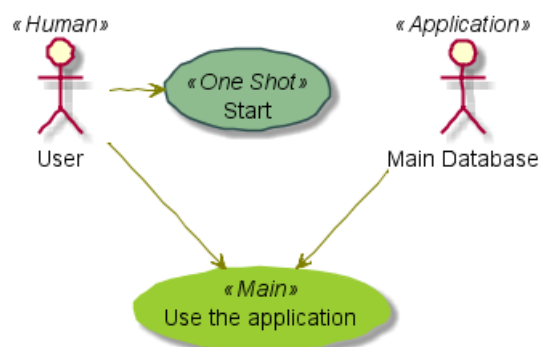 «Human»
User
«One Shot»
Start
«Application»
Main Database
«Main»
Use the application